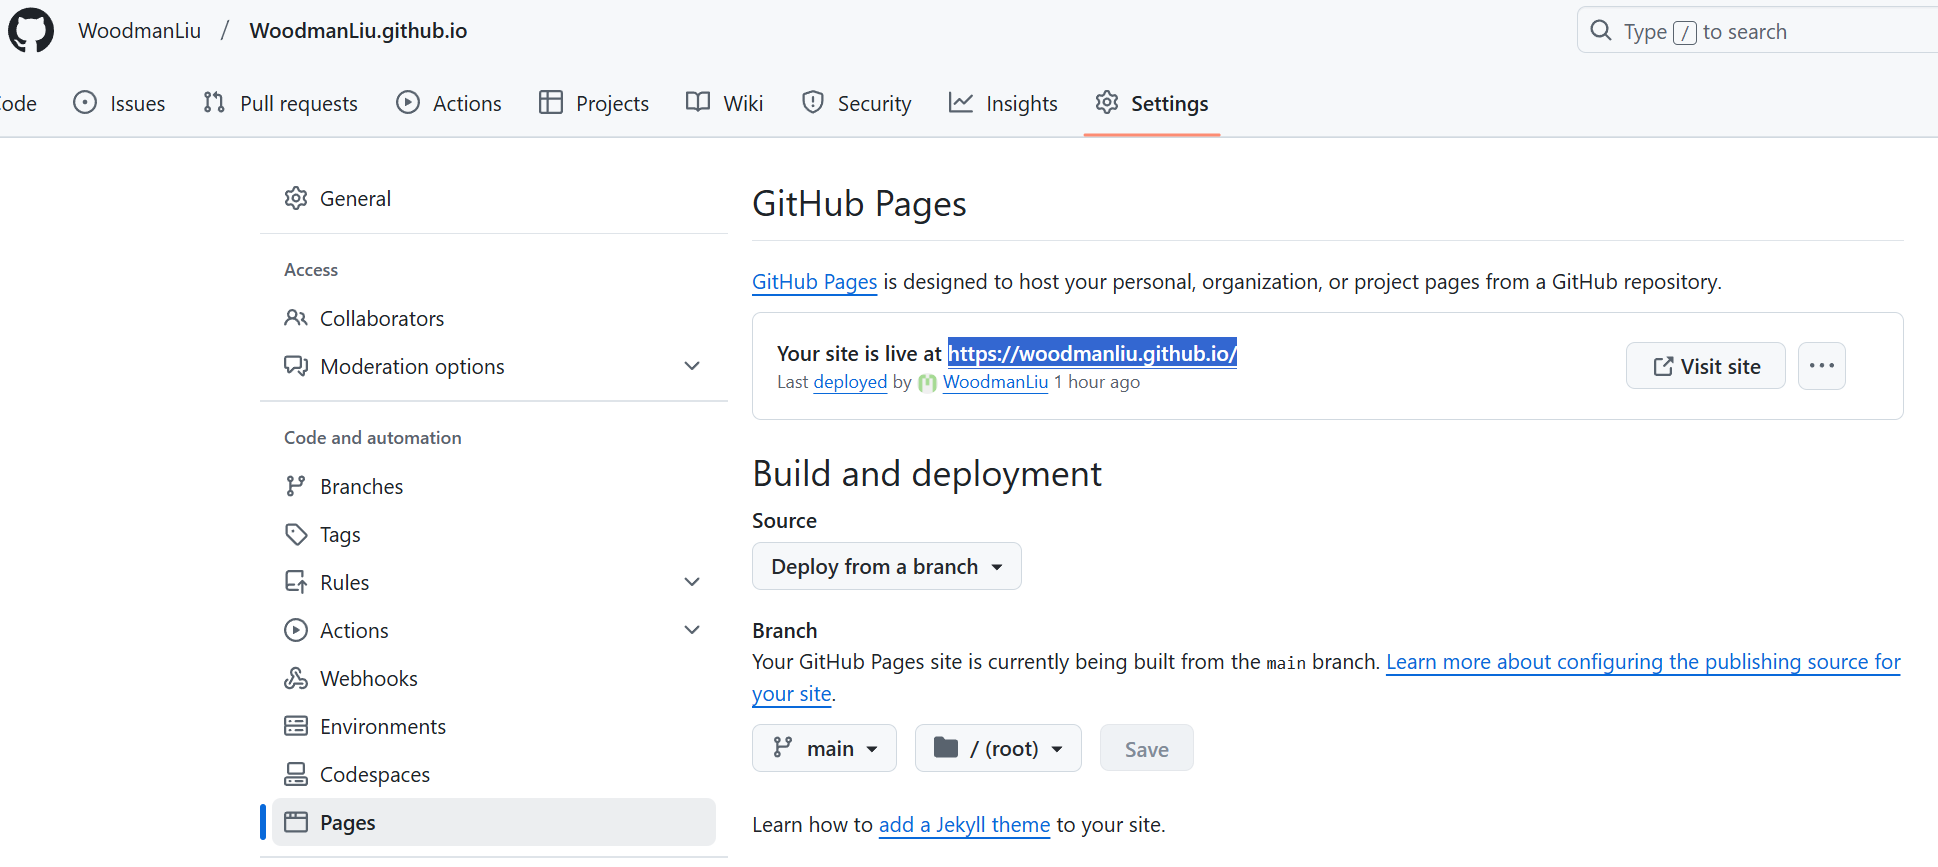 WoodmanLiu / WoodmanLiu.github.io
Type / to search
ode Issues Pull requests Actions Projects Wiki Security Insights Settings
General
Access
Collaborators
Moderation options
Code and automation
Branches
Tags
Rules
Actions
Webhooks
Environments
Codespaces
Pages
GitHub Pages
GitHub Pages is designed to host your personal, organization, or project pages from a GitHub repository.
Your site is live at https://woodmanliu.github.io/
Last deployed by WoodmanLiu 1 hour ago
Visit site
Build and deployment
Source
Deploy from a branch
Branch
Your GitHub Pages site is currently being built from the main branch. Learn more about configuring the publishing source for
your site.
main / (root) Save
Learn how to add a Jekyll theme to your site.